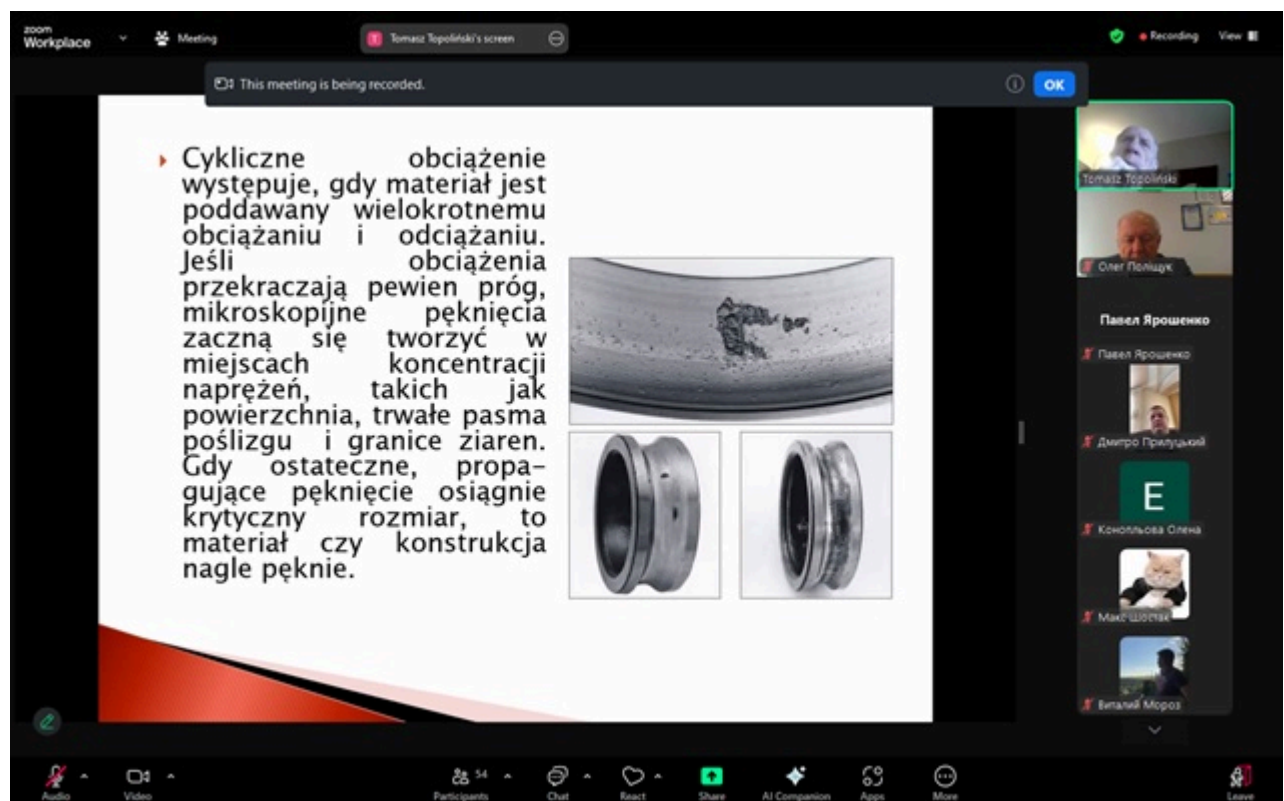 zoom
Workplace
Meeting
Tomasz Topoliński's screen
Recording
View
This meeting is being recorded.
OK
Cykliczne obciążenie
występuje, gdy materiał jest
poddawany wielokrotnemu
obciążaniu i odciążaniu.
Jeśli obciążenia
przekraczają pewien próg,
mikroskopijne pęknięcia
zaczną się tworzyć w
miejscach koncentracji
naprężeń, takich jak
powierzchnia, trwałe pasma
poślizgu i granice ziaren.
Gdy ostateczne, propa-
gujące pęknięcie osiągnie
krytyczny rozmiar, to
materiał czy konstrukcja
nagle pęknie.
Tomasz Topoliński
Олег Поліщук
Павел Ярошенко
Павел Ярошенко
Дмитро Прилуцький
E
Конопльова Олена
Макс Шостак
Виталий Мороз
Audio
Video
54
Participants
Chat
React
Share
AI Companion
Apps
More
Leave